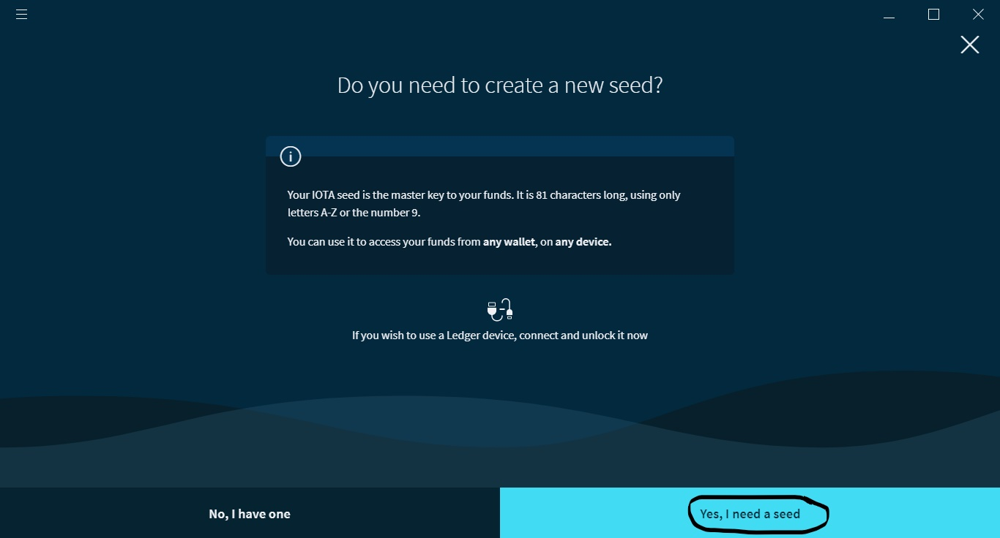 Do you need to create a new seed?
Your IOTA seed is the master key to your funds. It is 81 characters long, using only
letters A-Z or the number 9.
You can use it to access your funds from any wallet, on any device.
If you wish to use a Ledger device, connect and unlock it now
No, I have one
Yes, I need a seed